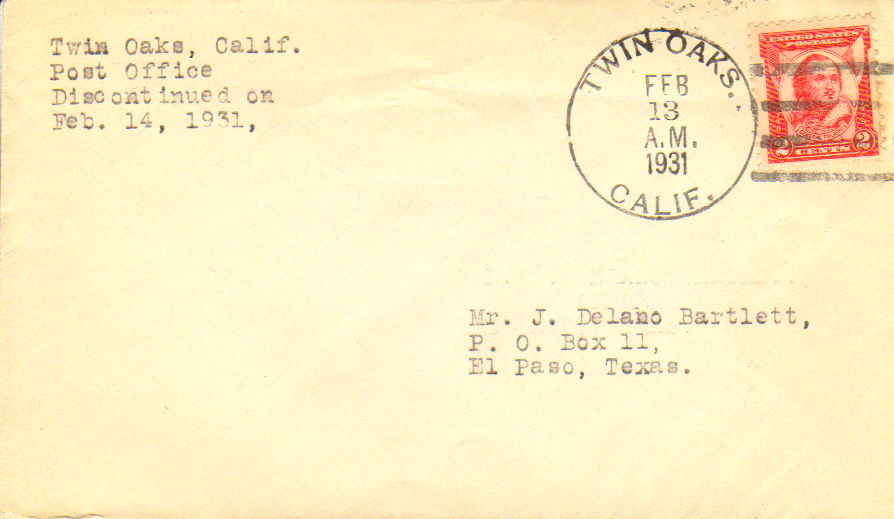 Twin Oaks, Calif.
Post Office
Discontinued on
Feb. 14, 1931,
TWIN OAKS.
FEB
13
A.M.
1931
CALIF.
UNITED STATES
POSTAGE
2 CENTS 2
Mr. J. Delano Bartlett,
P. O. Box 11,
El Paso, Texas.